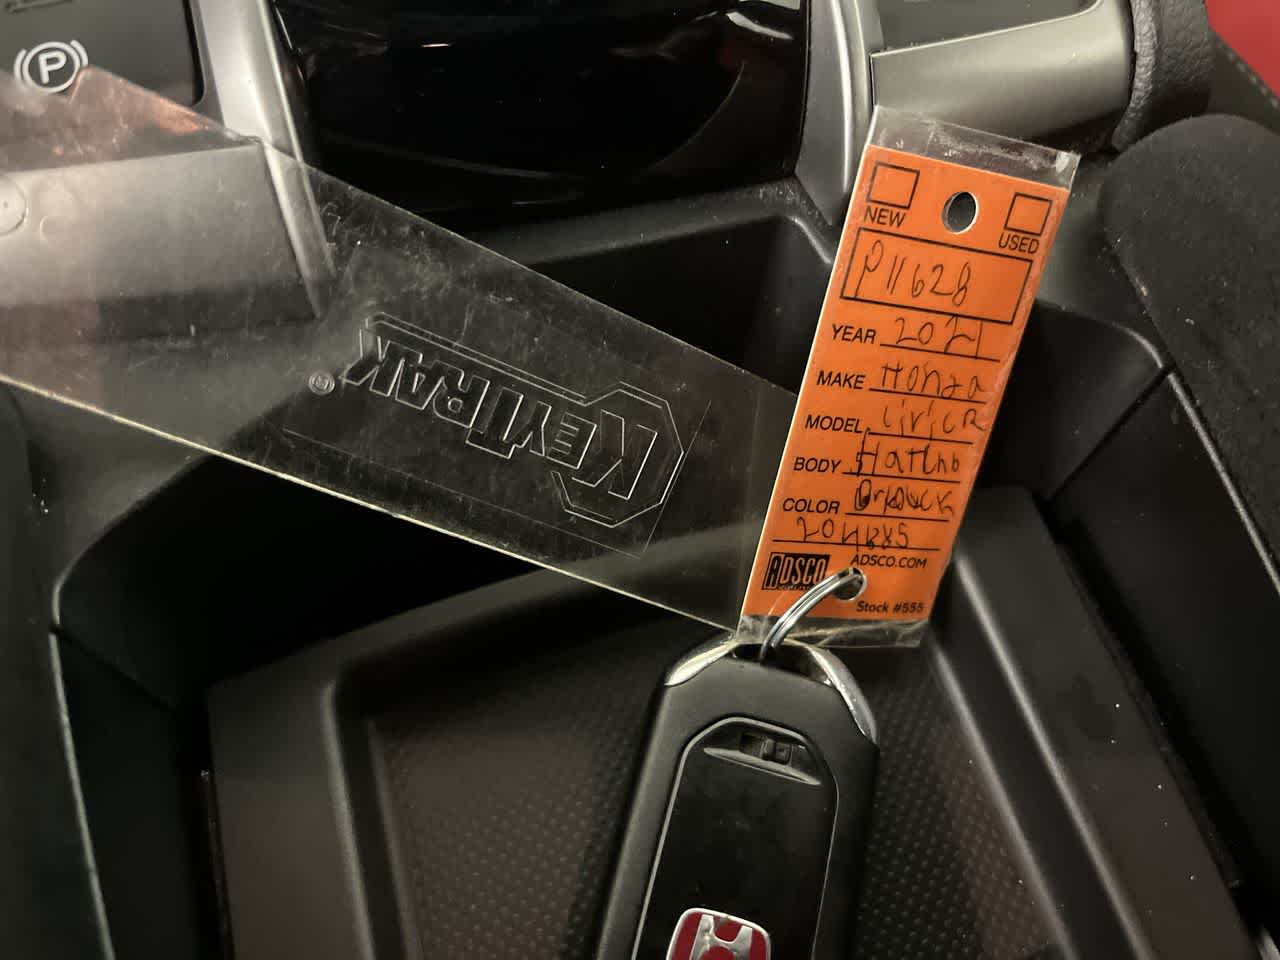 P
NEW
USED
P11628
YEAR 2021
MAKE Honda
MODEL civic R
BODY Hatchb
COLOR
ADSCO
ADSCO.COM
Stock #555
KEYTRAK®